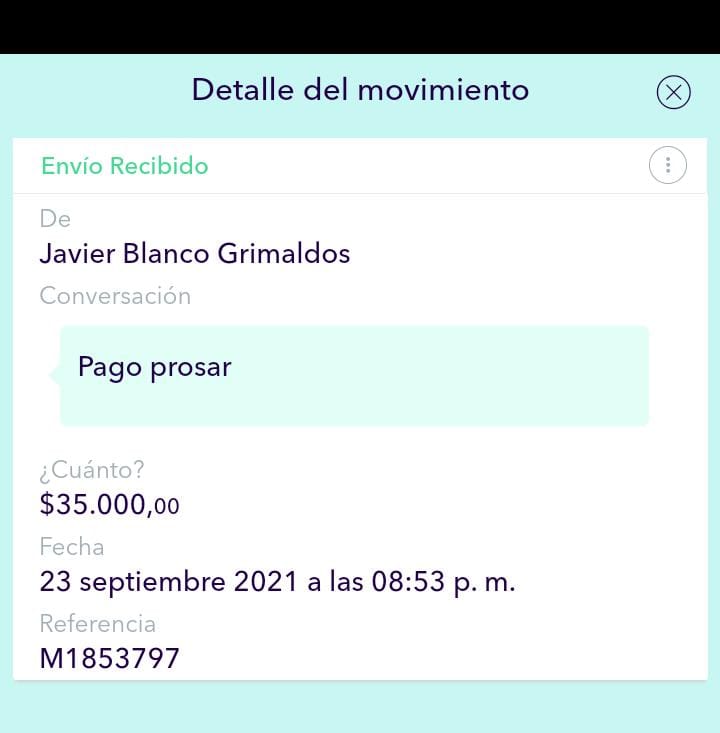 Detalle del movimiento
Envío Recibido
De
Javier Blanco Grimaldos
Conversación
Pago prosar
¿Cuánto?
$35.000,00
Fecha
23 septiembre 2021 a las 08:53 p. m.
Referencia
M1853797